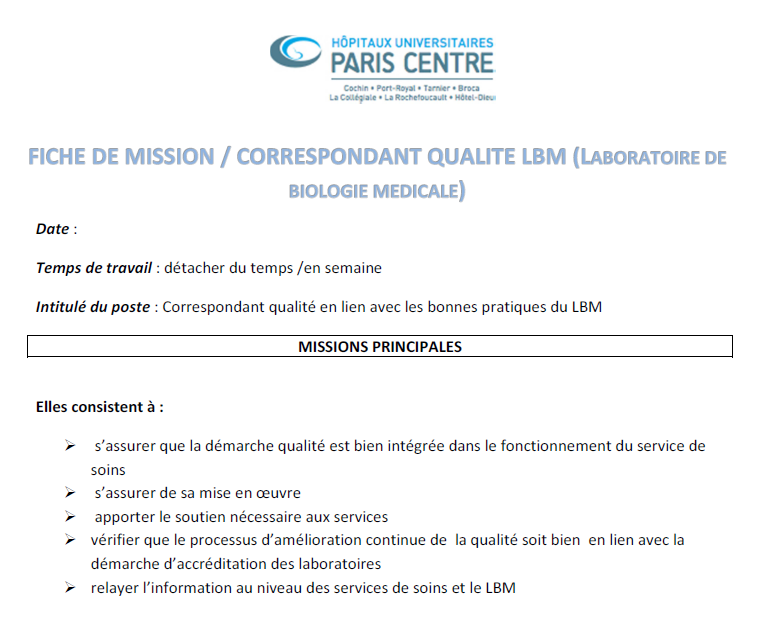 HÔPITAUX UNIVERSITAIRES
PARIS CENTRE
Cochin • Port-Royal • Tarnier • Broca
La Collégiale • La Rochefoucault • Hôtel-Dieu
FICHE DE MISSION / CORRESPONDANT QUALITE LBM (LABORATOIRE DE
BIOLOGIE MEDICALE)
Date :
Temps de travail : détacher du temps /en semaine
Intitulé du poste : Correspondant qualité en lien avec les bonnes pratiques du LBM
MISSIONS PRINCIPALES
Elles consistent à :
➢ s’assurer que la démarche qualité est bien intégrée dans le fonctionnement du service de
soins
➢ s’assurer de sa mise en œuvre
➢ apporter le soutien nécessaire aux services
➢ vérifier que le processus d’amélioration continue de la qualité soit bien en lien avec la
démarche d’accréditation des laboratoires
➢ relayer l’information au niveau des services de soins et le LBM